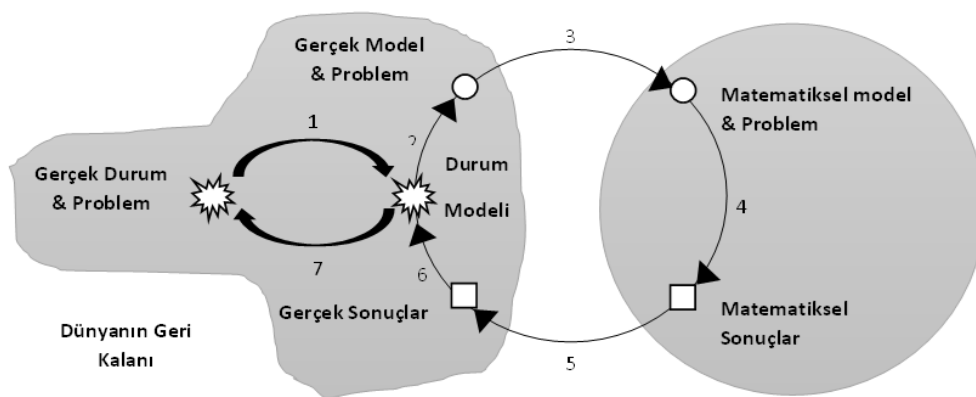 Gerçek Model
& Problem
3
1
2
Matematiksel model
& Problem
Gerçek Durum
& Problem
Durum
Modeli
4
7
6
Gerçek Sonuçlar
Matematiksel
Sonuçlar
Dünyanın Geri
Kalanı
5